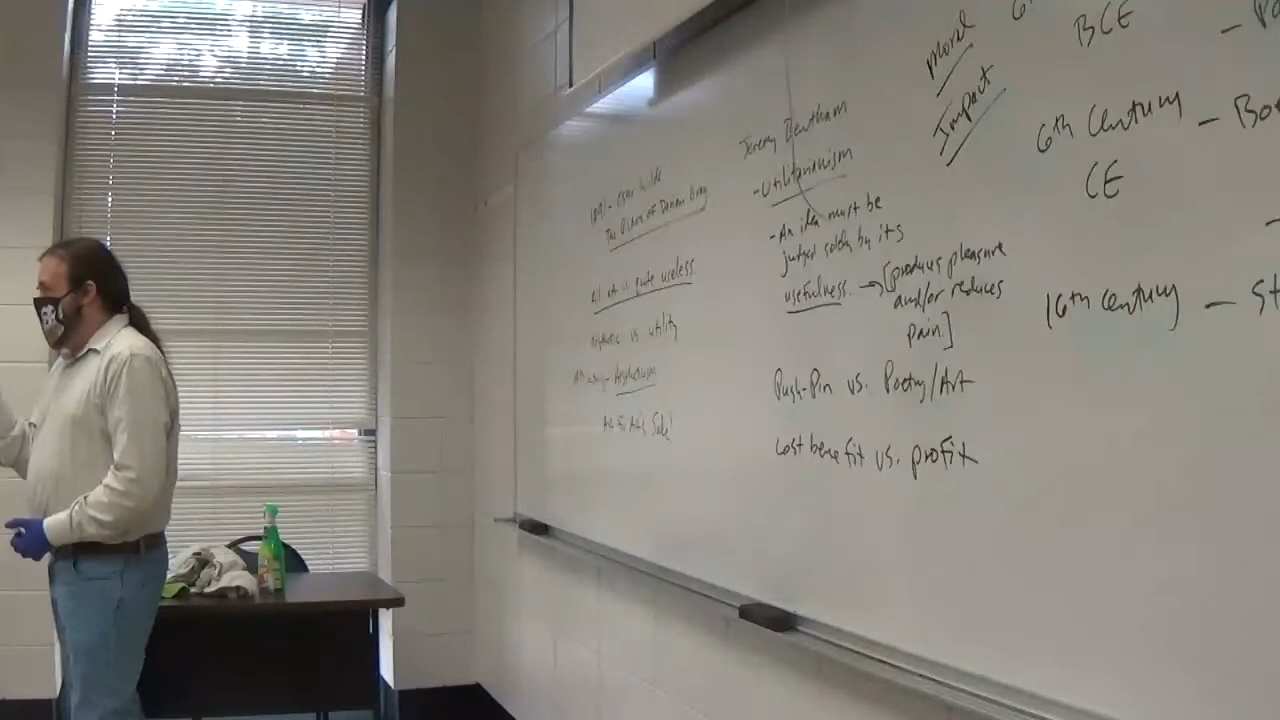 1891 - Oscar Wilde
The Picture of Dorian Gray
All art is quite useless.
aesthetic vs utility
Aestheticism
Art for Art's Sake!
Jeremy Bentham
- Utilitarianism
- An idea must be
judged solely by its
usefulness. → [produces pleasure
and/or reduces
pain.]
Push-Pin vs. Poetry/Art
Cost benefit vs. profit
Moral
Impact
BCE
6th Century -
CE
16th Century -